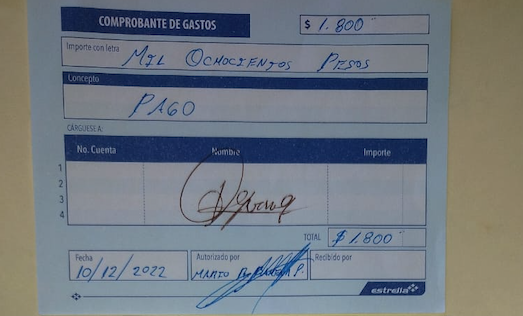 COMPROBANTE DE GASTOS
$ 1.800
Importe con letra
MIL OCHOCIENTOS PESOS
Concepto
PAGO
CÁRGUESE A:
No. Cuenta Nombre Importe
1
2
3
4
TOTAL $ 1.800
Fecha Autorizado por Recibido por
10/12/2022 MARIO P.
estrella